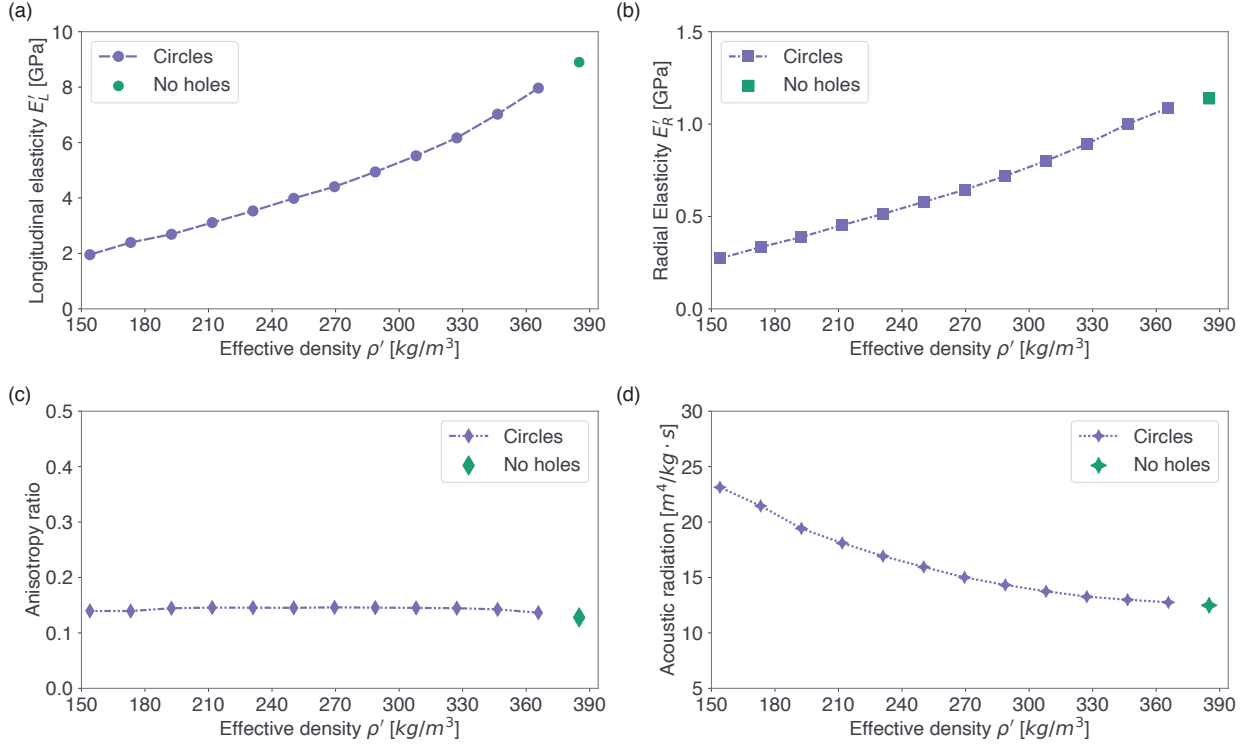 (a)
10
8
6
4
2
0
Longitudinal elasticity E′L [GPa]
Circles
No holes
150 180 210 240 270 300 330 360 390
Effective density ρ′ [kg/m³]
(b)
1.5
1.0
0.5
0.0
Radial Elasticity E′R [GPa]
Circles
No holes
150 180 210 240 270 300 330 360 390
Effective density ρ′ [kg/m³]
(c)
0.5
0.4
0.3
0.2
0.1
0.0
Anisotropy ratio
Circles
No holes
150 180 210 240 270 300 330 360 390
Effective density ρ′ [kg/m³]
(d)
30
25
20
15
10
5
Acoustic radiation [m⁴/kg · s]
Circles
No holes
150 180 210 240 270 300 330 360 390
Effective density ρ′ [kg/m³]